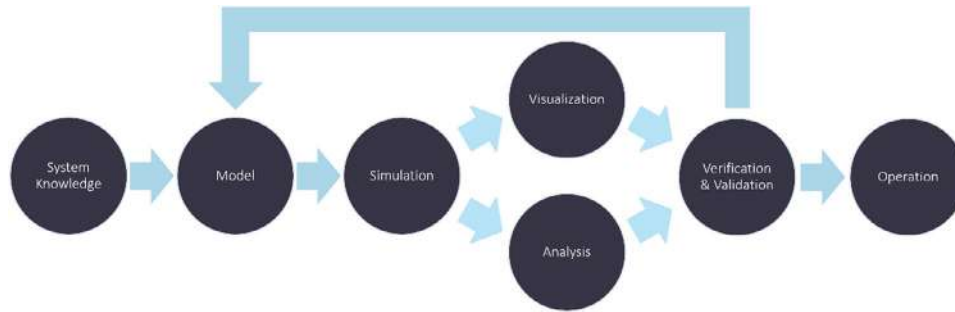 System
Knowledge
Model
Simulation
Visualization
Analysis
Verification
& Validation
Operation